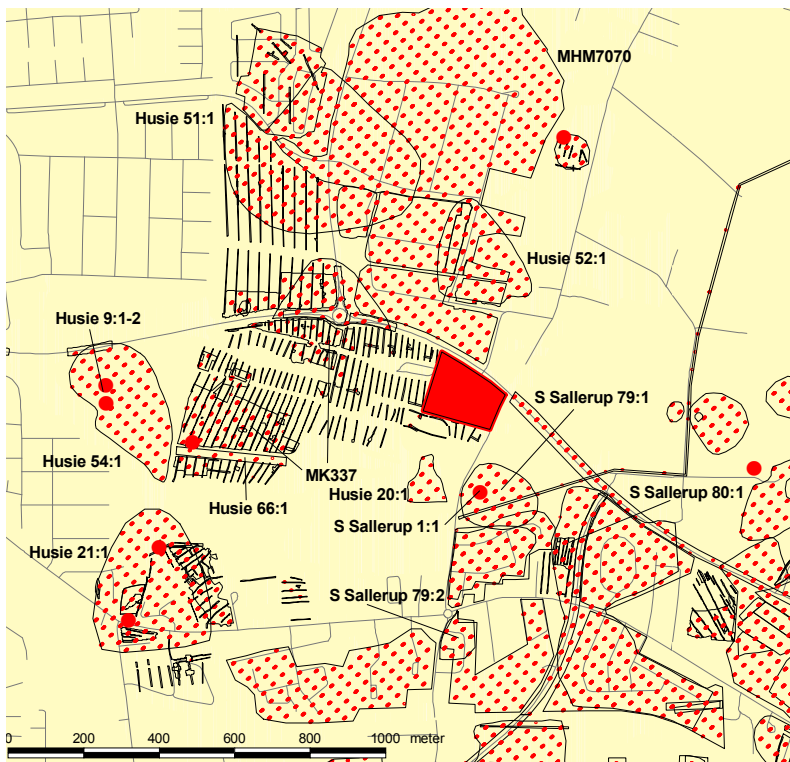 MHM7070
Husie 51:1
Husie 52:1
Husie 9:1-2
S Sallerup 79:1
Husie 54:1
MK337
Husie 20:1
S Sallerup 80:1
Husie 66:1
S Sallerup 1:1
Husie 21:1
S Sallerup 79:2
0 200 400 600 800 1000 meter